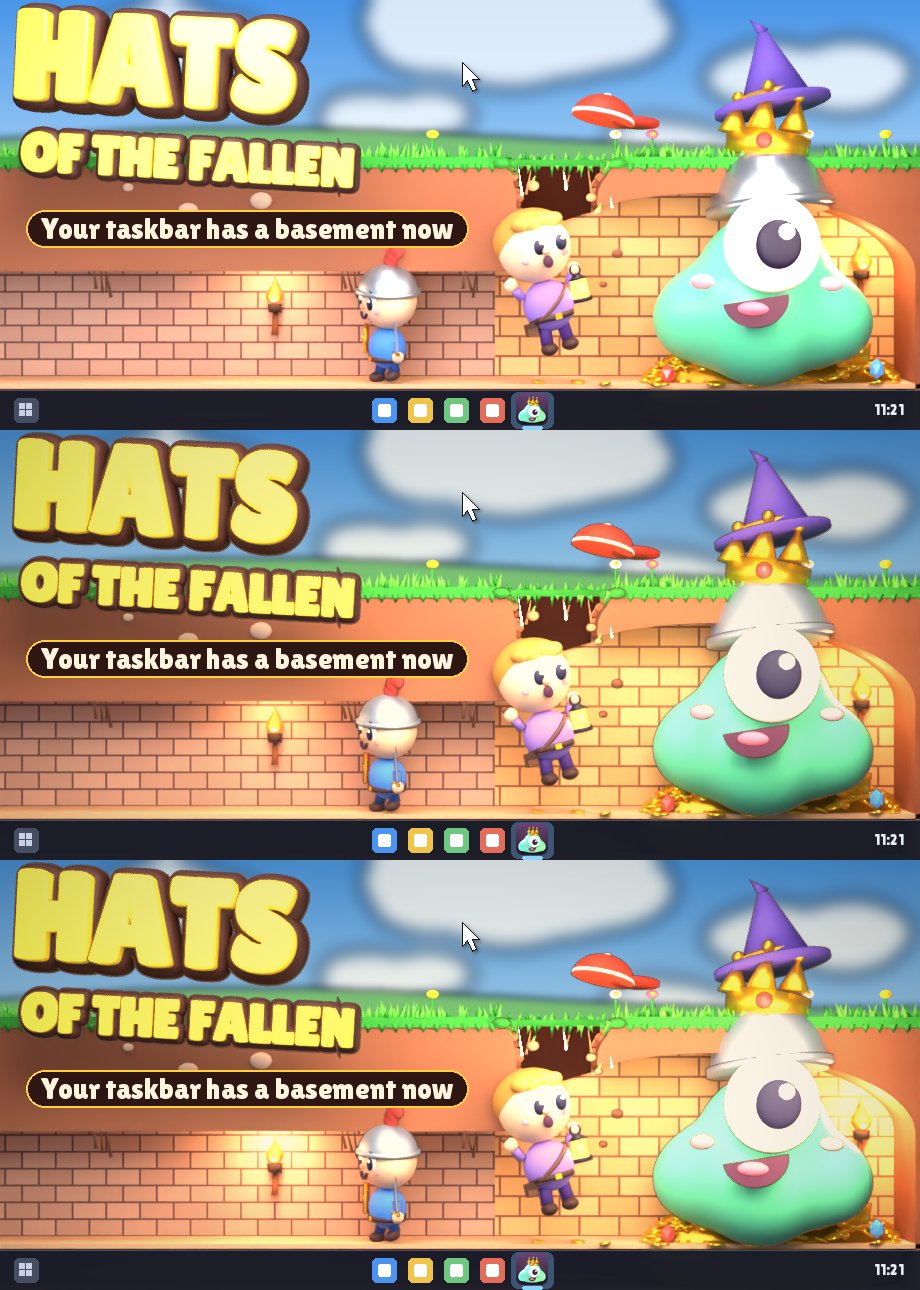 HATS
OF THE FALLEN
Your taskbar has a basement now
11:21
HATS
OF THE FALLEN
Your taskbar has a basement now
11:21
HATS
OF THE FALLEN
Your taskbar has a basement now
11:21